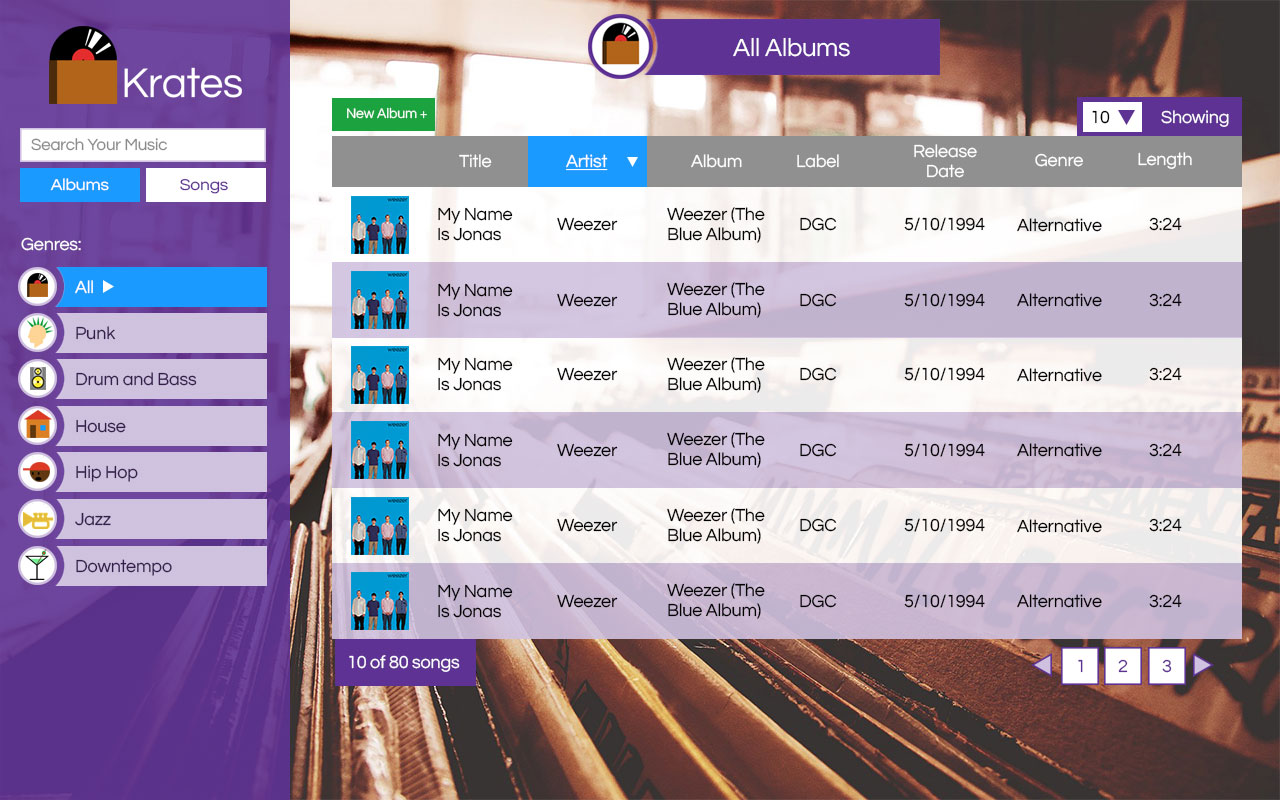 Krates
Search Your Music
Albums
Songs
Genres:
All
Punk
Drum and Bass
House
Hip Hop
Jazz
Downtempo
All Albums
New Album +
10
Showing
Title
Artist
Album
Label
Release
Date
Genre
Length
weezer
My Name
Is Jonas
Weezer
Weezer (The
Blue Album)
DGC
5/10/1994
Alternative
3:24
weezer
My Name
Is Jonas
Weezer
Weezer (The
Blue Album)
DGC
5/10/1994
Alternative
3:24
weezer
My Name
Is Jonas
Weezer
Weezer (The
Blue Album)
DGC
5/10/1994
Alternative
3:24
weezer
My Name
Is Jonas
Weezer
Weezer (The
Blue Album)
DGC
5/10/1994
Alternative
3:24
weezer
My Name
Is Jonas
Weezer
Weezer (The
Blue Album)
DGC
5/10/1994
Alternative
3:24
weezer
My Name
Is Jonas
Weezer
Weezer (The
Blue Album)
DGC
5/10/1994
Alternative
3:24
10 of 80 songs
1
2
3